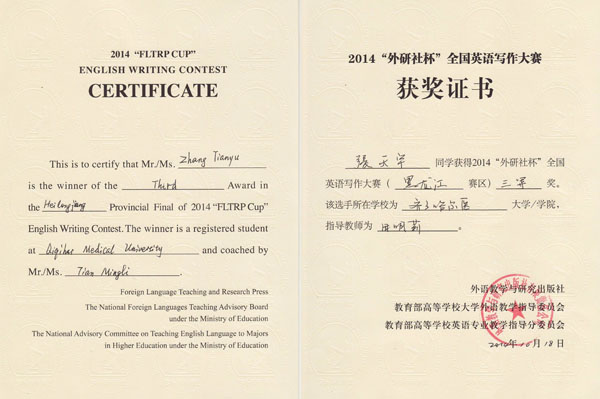 2014 “FLTRP CUP”
ENGLISH WRITING CONTEST
CERTIFICATE
This is to certify that Mr./Ms. Zhang Tianyu
is the winner of the Third Award in
the Heilongjiang Provincial Final of 2014 “FLTRP Cup”
English Writing Contest. The winner is a registered student
at Qiqihar Medical University and coached by
Mr./Ms. Tian Mingli.
Foreign Language Teaching and Research Press
The National Foreign Languages Teaching Advisory Board
under the Ministry of Education
The National Advisory Committee on Teaching English Language to Majors
in Higher Education under the Ministry of Education
2014 “外研社杯” 全国英语写作大赛
获奖证书
張天宇 同学获得2014 “外研社杯” 全国
英语写作大赛（ 黑龙江 赛区）三等 奖。
该选手所在学校为 齐齐哈尔医 大学/学院，
指导教师为 田明莉 。
外语教学与研究出版社
教育部高等学校大学外语教学指导委员会
教育部高等学校英语专业教学指导分委员会
年10月18日